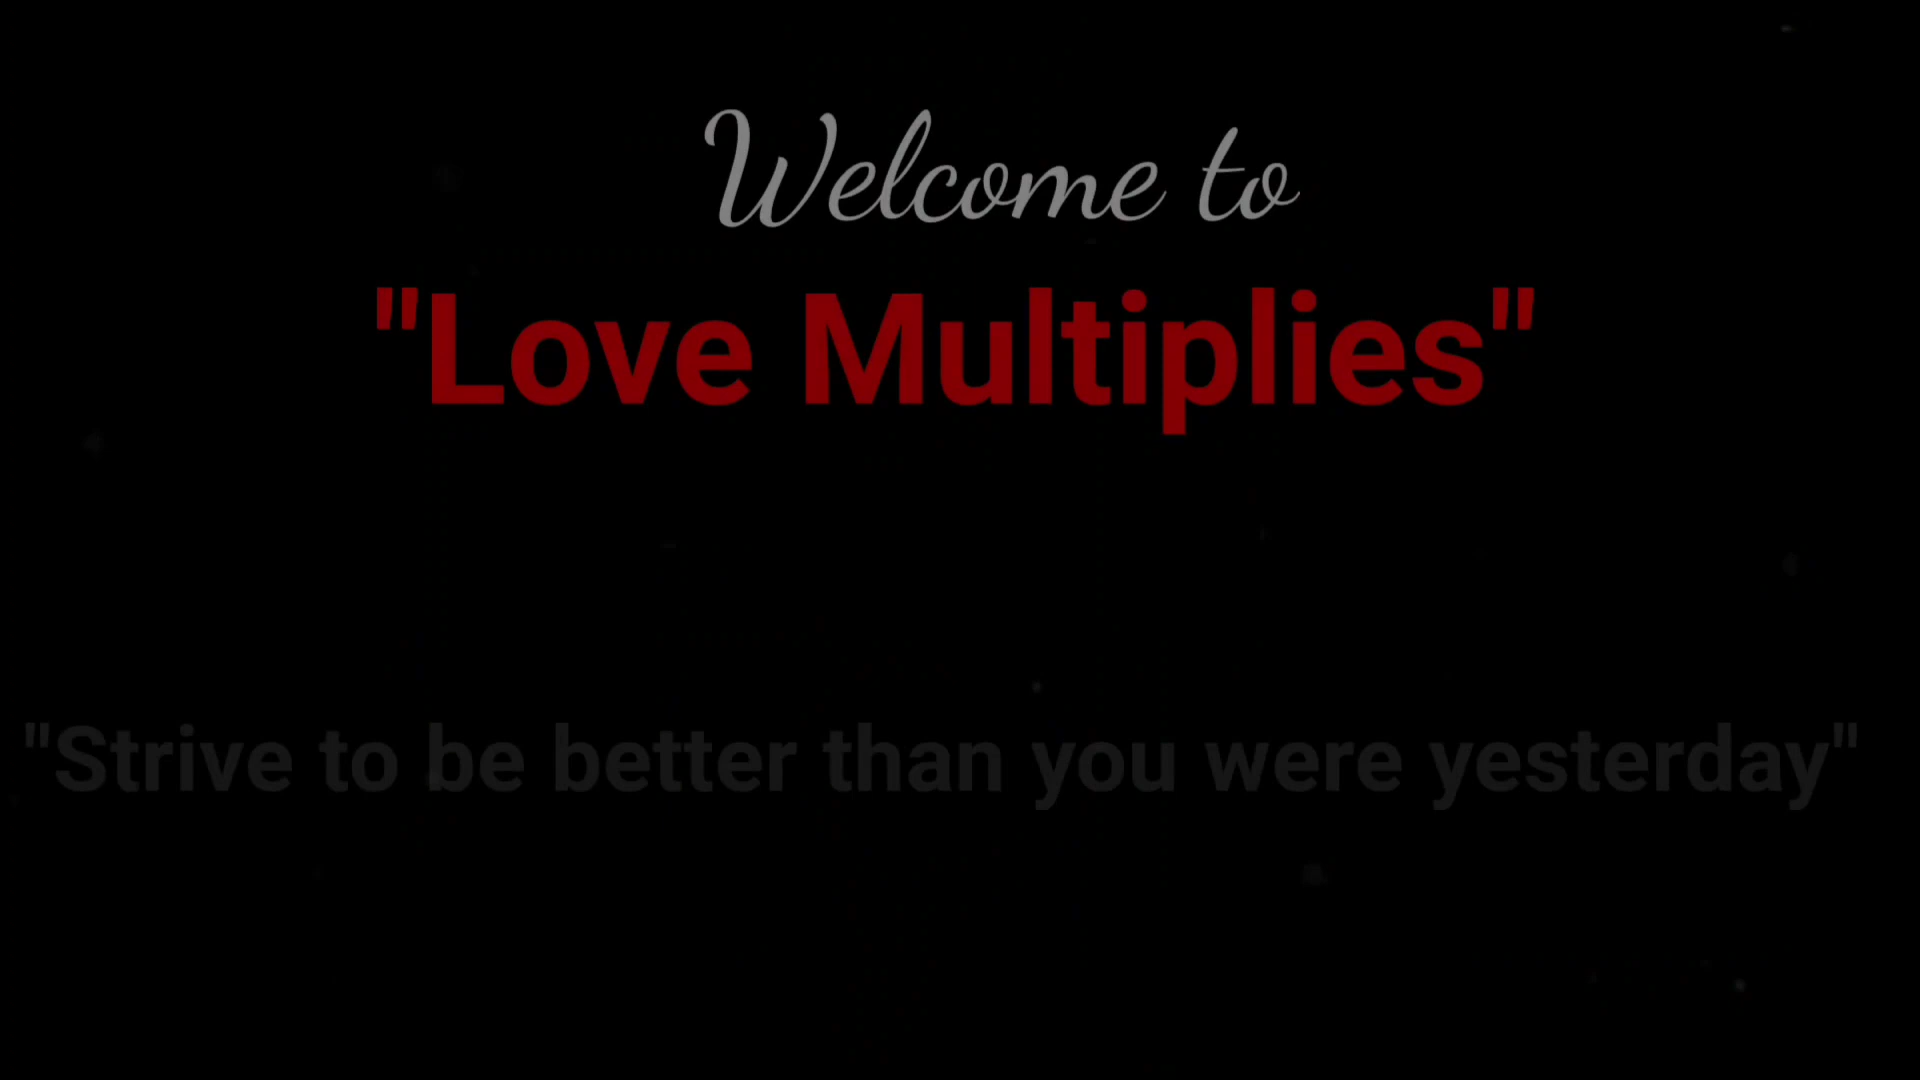 Welcome to
"Love Multiplies"
"Strive to be better than you were yesterday"